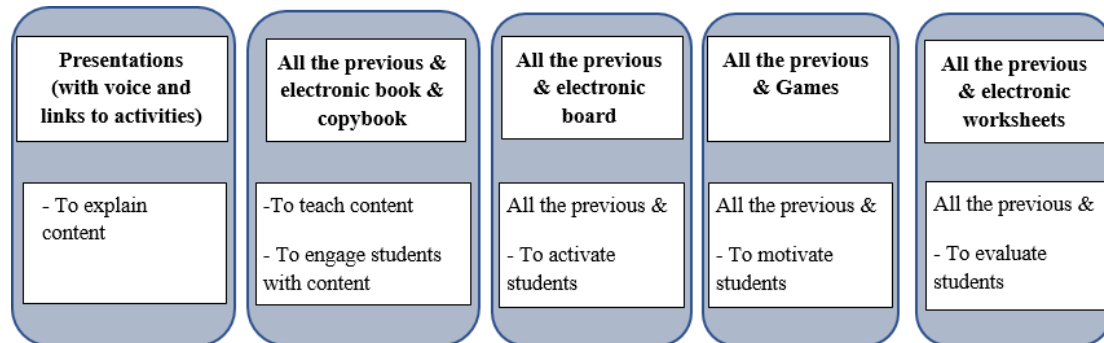 Presentations
(with voice and
links to activities)
- To explain
content
All the previous &
electronic book &
copybook
-To teach content
- To engage students
with content
All the previous
& electronic
board
All the previous &
- To activate
students
All the previous
& Games
All the previous &
- To motivate
students
All the previous
& electronic
worksheets
All the previous &
- To evaluate
students